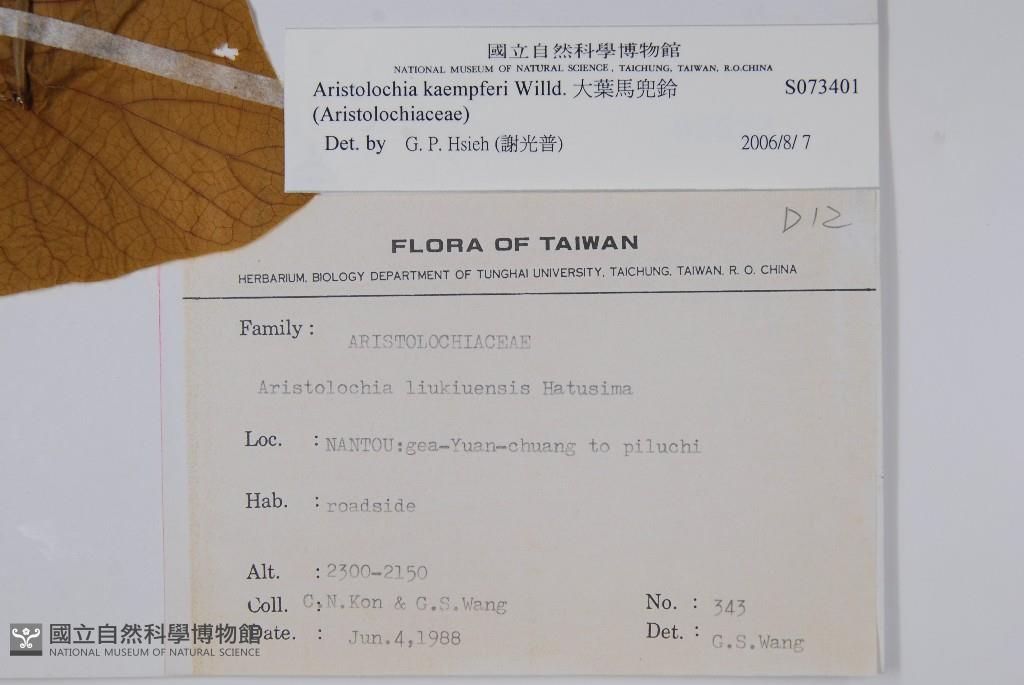 國立自然科學博物館
NATIONAL MUSEUM OF NATURAL SCIENCE, TAICHUNG, TAIWAN, R.O.CHINA
Aristolochia kaempferi Willd. 大葉馬兜鈴 S073401
(Aristolochiaceae)
Det. by G. P. Hsieh (謝光普) 2006/8/ 7
D12
FLORA OF TAIWAN
HERBARIUM, BIOLOGY DEPARTMENT OF TUNGHAI UNIVERSITY, TAICHUNG, TAIWAN, R. O. CHINA
Family : ARISTOLOCHIACEAE
Aristolochia liukiuensis Hatusima
Loc. : NANTOU:gea-Yuan-chuang to piluchi
Hab. : roadside
Alt. : 2300-2150
Coll. : C.N.Kon & G.S.Wang No. : 343
Date. : Jun.4,1988 Det. : G.S.Wang
國立自然科學博物館
NATIONAL MUSEUM OF NATURAL SCIENCE